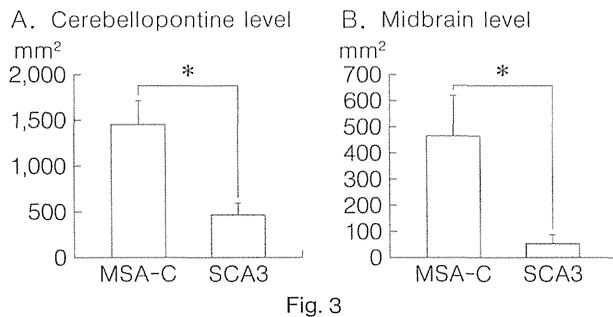 A. Cerebellopontine level
mm²
2,000
1,500
1,000
500
0
*
MSA-C SCA3
B. Midbrain level
mm²
700
600
500
400
300
200
100
0
*
MSA-C SCA3
Fig. 3